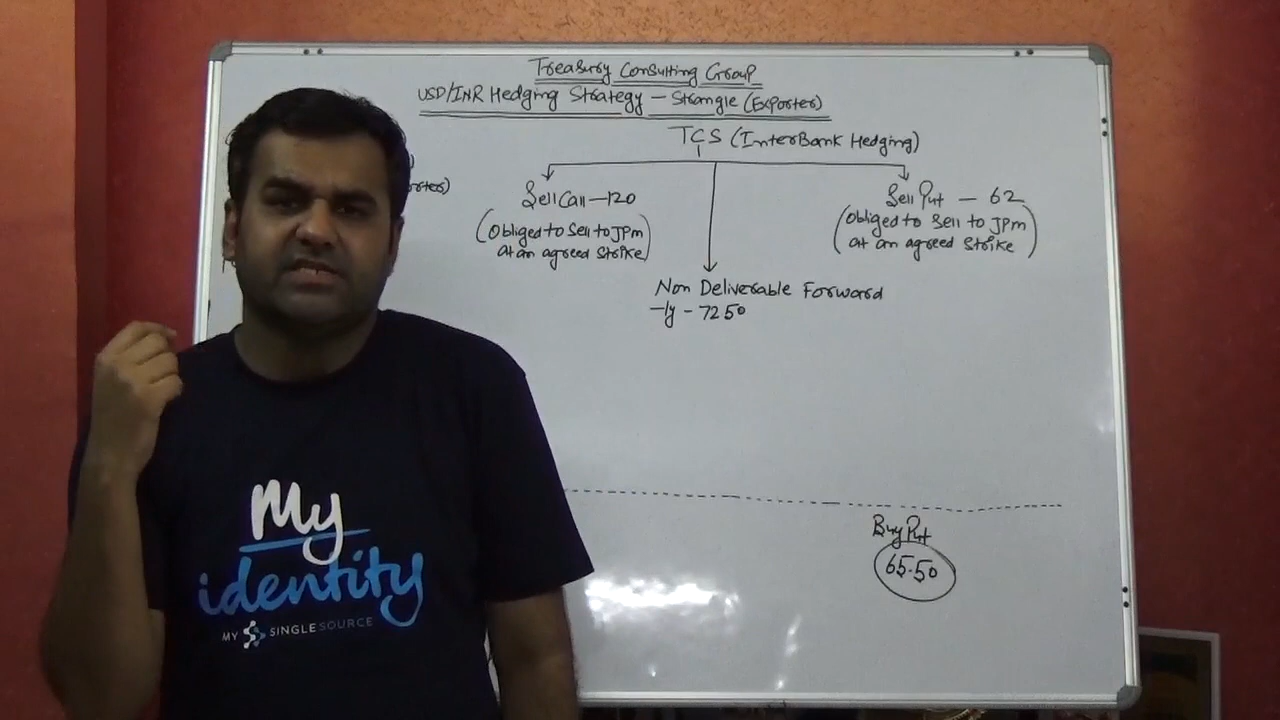 Treasury Consulting Group
USD/INR Hedging Strategy - Strangle (Exporter)
TCS (InterBank Hedging)
Sell Call - 120
(Obliged to Sell to JPm
at an agreed Strike)
Sell Put - 62
(Obliged to Sell to JPm
at an agreed Strike)
Non Deliverable Forward
-1y - 7250
Buy Put
65.50
My
identity
MY SINGLE SOURCE